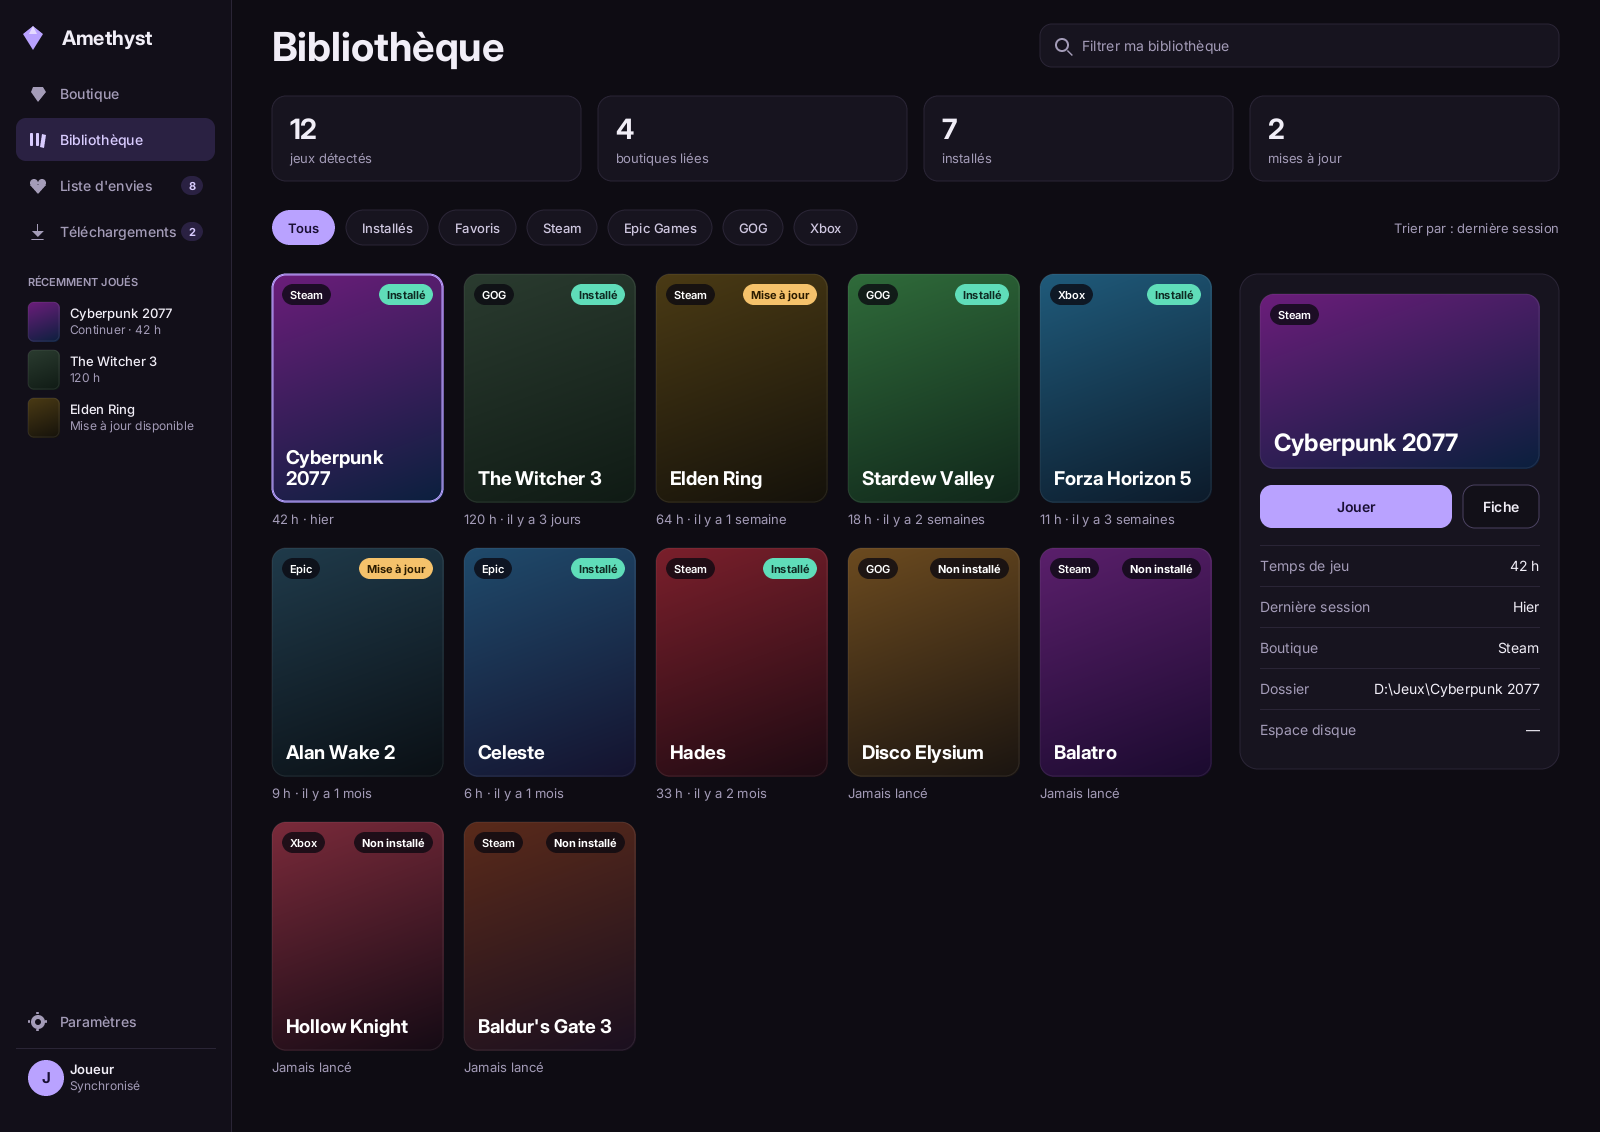 Amethyst
Boutique
Bibliothèque
Liste d'envies 8
Téléchargements 2
RÉCEMMENT JOUÉS
Cyberpunk 2077
Continuer · 42 h
The Witcher 3
120 h
Elden Ring
Mise à jour disponible
Paramètres
J
Joueur
Synchronisé
Bibliothèque
Filtrer ma bibliothèque
12
jeux détectés
4
boutiques liées
7
installés
2
mises à jour
Tous
Installés
Favoris
Steam
Epic Games
GOG
Xbox
Trier par : dernière session
Steam
Installé
Cyberpunk
2077
42 h · hier
GOG
Installé
The Witcher 3
120 h · il y a 3 jours
Steam
Mise à jour
Elden Ring
64 h · il y a 1 semaine
GOG
Installé
Stardew Valley
18 h · il y a 2 semaines
Xbox
Installé
Forza Horizon 5
11 h · il y a 3 semaines
Epic
Mise à jour
Alan Wake 2
9 h · il y a 1 mois
Epic
Installé
Celeste
6 h · il y a 1 mois
Steam
Installé
Hades
33 h · il y a 2 mois
GOG
Non installé
Disco Elysium
Jamais lancé
Steam
Non installé
Balatro
Jamais lancé
Xbox
Non installé
Hollow Knight
Jamais lancé
Steam
Non installé
Baldur's Gate 3
Jamais lancé
Steam
Cyberpunk 2077
Jouer
Fiche
Temps de jeu 42 h
Dernière session Hier
Boutique Steam
Dossier D:\Jeux\Cyberpunk 2077
Espace disque —